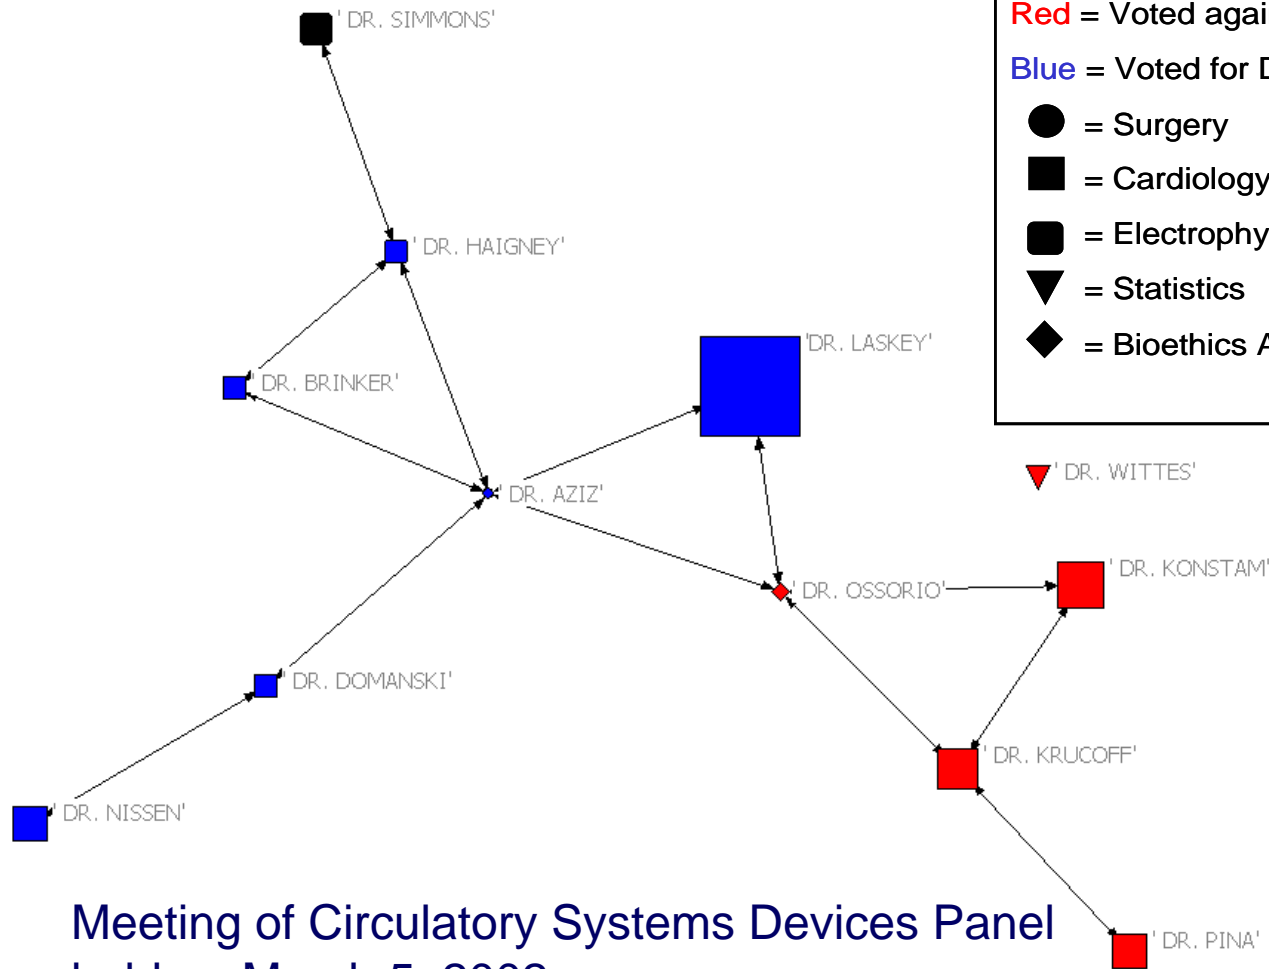 ' DR. SIMMONS'
Red = Voted
Blue = Voted for
= Surgery
= Cardiology
=
= Statistics
= Bioethics
' DR. HAIGNEY'
'DR. LASKEY'
' DR. BRINKER'
' DR. WITTES'
' DR. AZIZ'
' DR. KONSTAM'
' DR. OSSORIO'
' DR. DOMANSKI'
' DR. KRUCOFF'
' DR. NISSEN'
Meeting of Circulatory Systems Devices Panel
' DR. PINA'